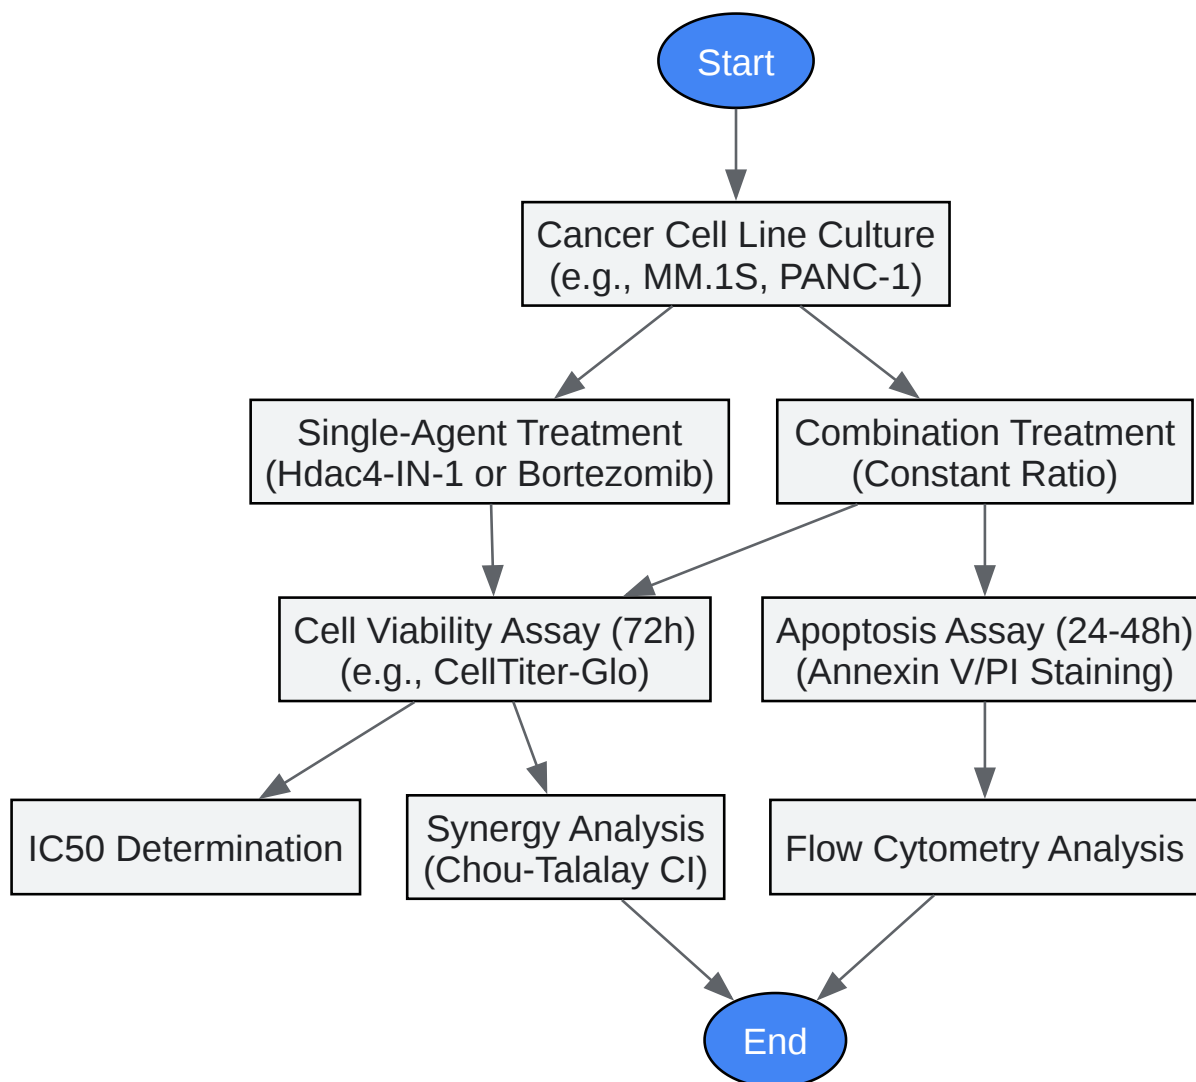 Start
Cancer Cell Line Culture
(e.g., MM.1S, PANC-1)
Single-Agent Treatment
(Hdac4-IN-1 or Bortezomib)
Combination Treatment
(Constant Ratio)
Cell Viability Assay (72h)
(e.g., CellTiter-Glo)
Apoptosis Assay (24-48h)
(Annexin V/PI Staining)
IC50 Determination
Synergy Analysis
(Chou-Talalay CI)
Flow Cytometry Analysis
End